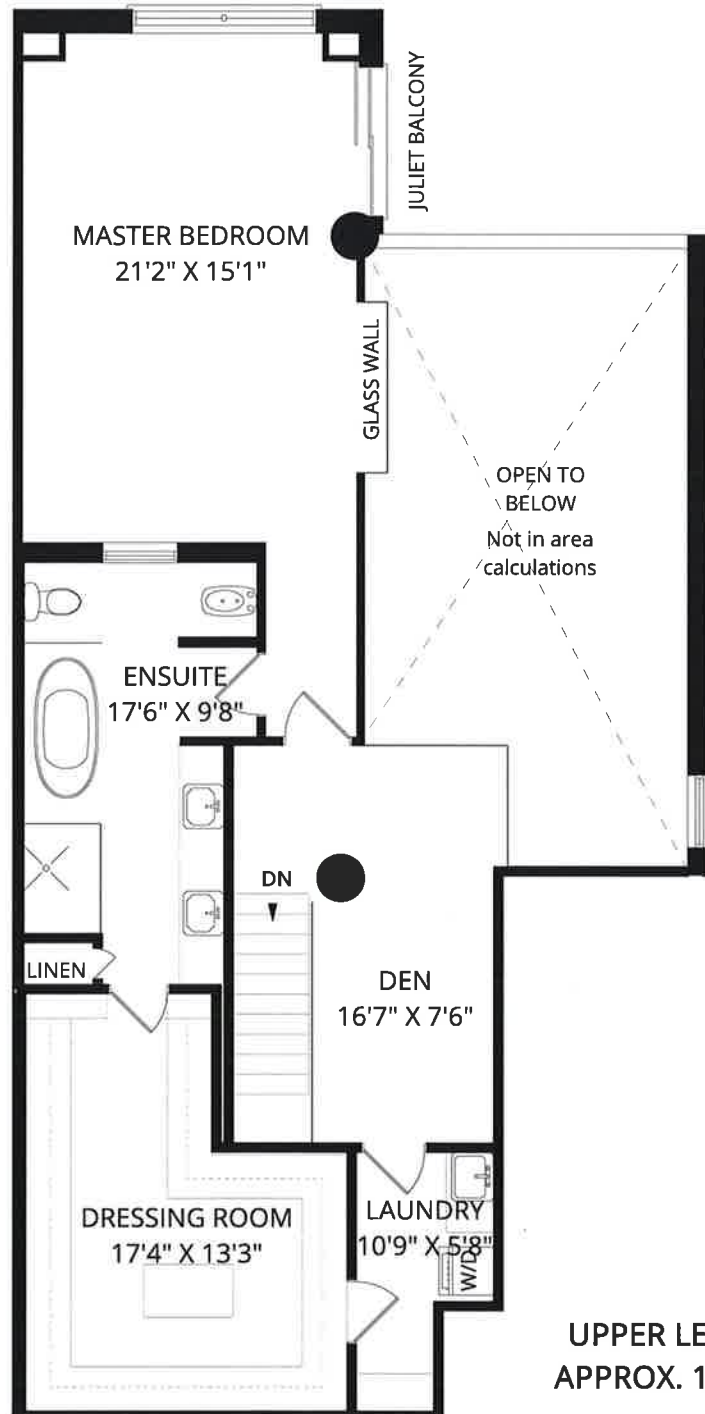 JULIET BALCONY
MASTER BEDROOM
21'2" X 15'1"
GLASS WALL
OPEN TO
BELOW
Not in area
calculations
ENSUITE
17'6" X 9'8"
DN
LINEN
DEN
16'7" X 7'6"
DRESSING ROOM
17'4" X 13'3"
LAUNDRY
10'9" X 5'8"
W/D
UPPER LE
APPROX. 1